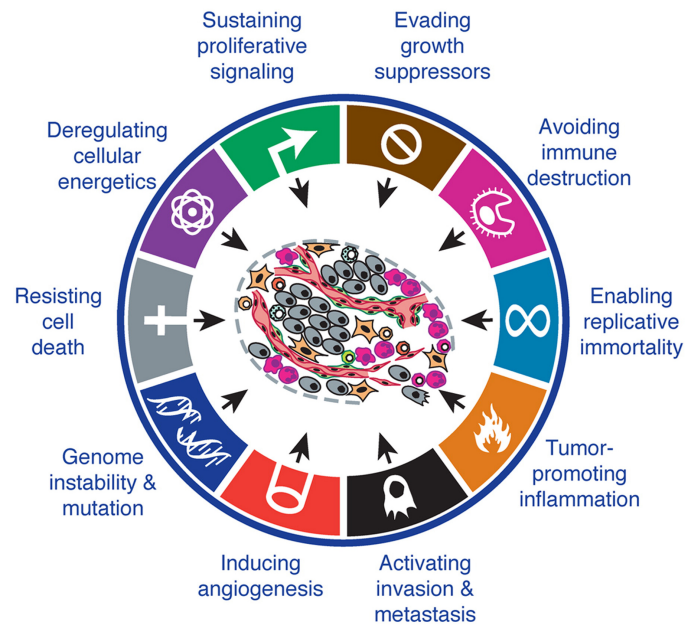 Sustaining
proliferative
signaling
Evading
growth
suppressors
Avoiding
immune
destruction
Enabling
replicative
immortality
Tumor-
promoting
inflammation
Activating
invasion &
metastasis
Inducing
angiogenesis
Genome
instability &
mutation
Resisting
cell
death
Deregulating
cellular
energetics